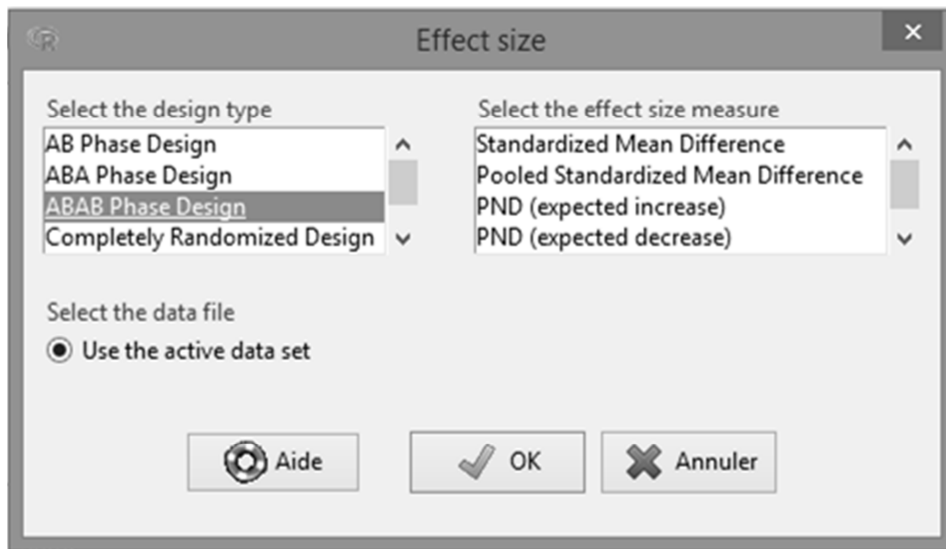 Effect size
Select the design type
AB Phase Design
ABA Phase Design
ABAB Phase Design
Completely Randomized Design
Select the effect size measure
Standardized Mean Difference
Pooled Standardized Mean Difference
PND (expected increase)
PND (expected decrease)
Select the data file
Use the active data set
Aide
OK
Annuler